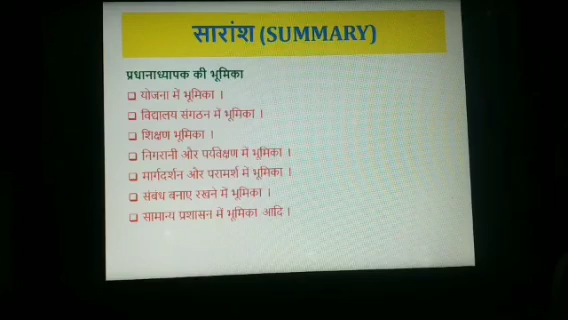 सारांश (SUMMARY)
प्रधानाध्यापक की भूमिका
योजना में भूमिका ।
विद्यालय संगठन में भूमिका ।
शिक्षण भूमिका ।
निगरानी और पर्यवेक्षण में भूमिका ।
मार्गदर्शन और परामर्श में भूमिका ।
संबंध बनाए रखने में भूमिका ।
सामान्य प्रशासन में भूमिका आदि ।